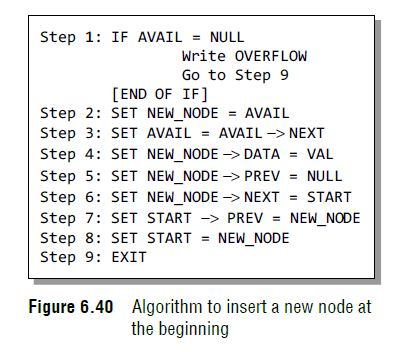 Step 1: IF AVAIL = NULL
Write OVERFLOW
Go to Step 9
[END OF IF]
Step 2: SET NEW_NODE = AVAIL
Step 3: SET AVAIL = AVAIL -> NEXT
Step 4: SET NEW_NODE -> DATA = VAL
Step 5: SET NEW_NODE -> PREV = NULL
Step 6: SET NEW_NODE -> NEXT = START
Step 7: SET START -> PREV = NEW_NODE
Step 8: SET START = NEW_NODE
Step 9: EXIT
Figure 6.40 Algorithm to insert a new node at
the beginning